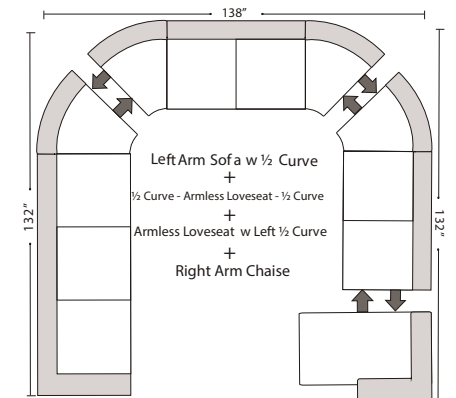 138"
132"
132"
Left Arm Sofa w ½ Curve
+
½ Curve - Armless Loveseat - ½ Curve
+
Armless Loveseat w Left ½ Curve
+
Right Arm Chaise